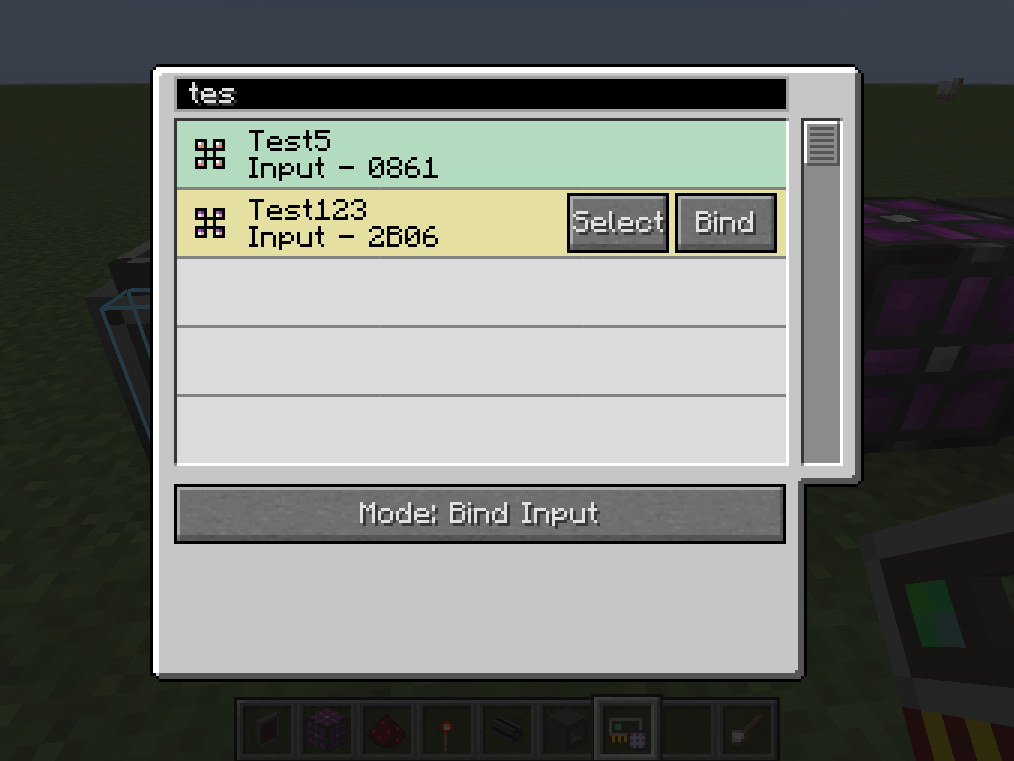 tes
Test5
Input - 0861
Test123
Input - 2B06
Select
Bind
Mode: Bind Input